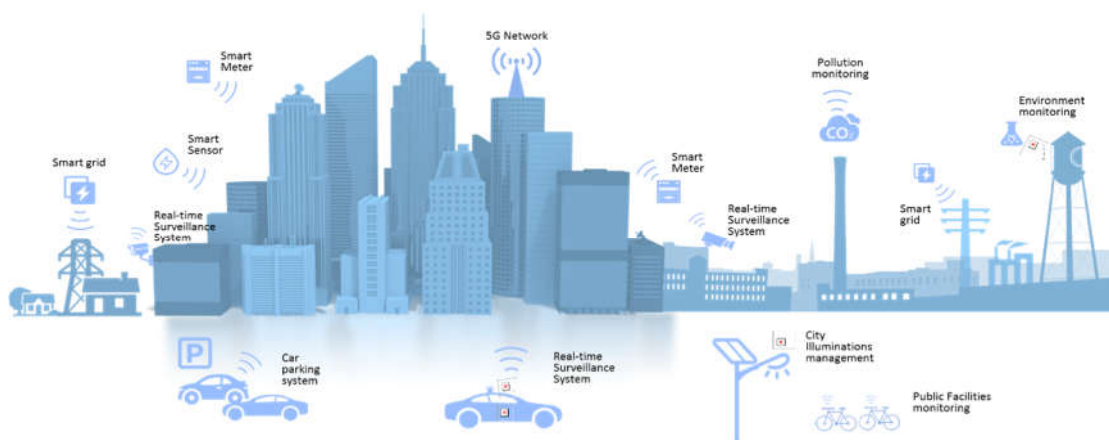 5G Network
Smart
Meter
Pollution
monitoring
Environment
monitoring
CO2
Smart
Sensor
Smart grid
Smart
Meter
Real-time
Surveillance
System
Real-time
Surveillance
System
Smart
grid
P
Car
parking
system
Real-time
Surveillance
System
City
Illuminations
management
Public Facilities
monitoring